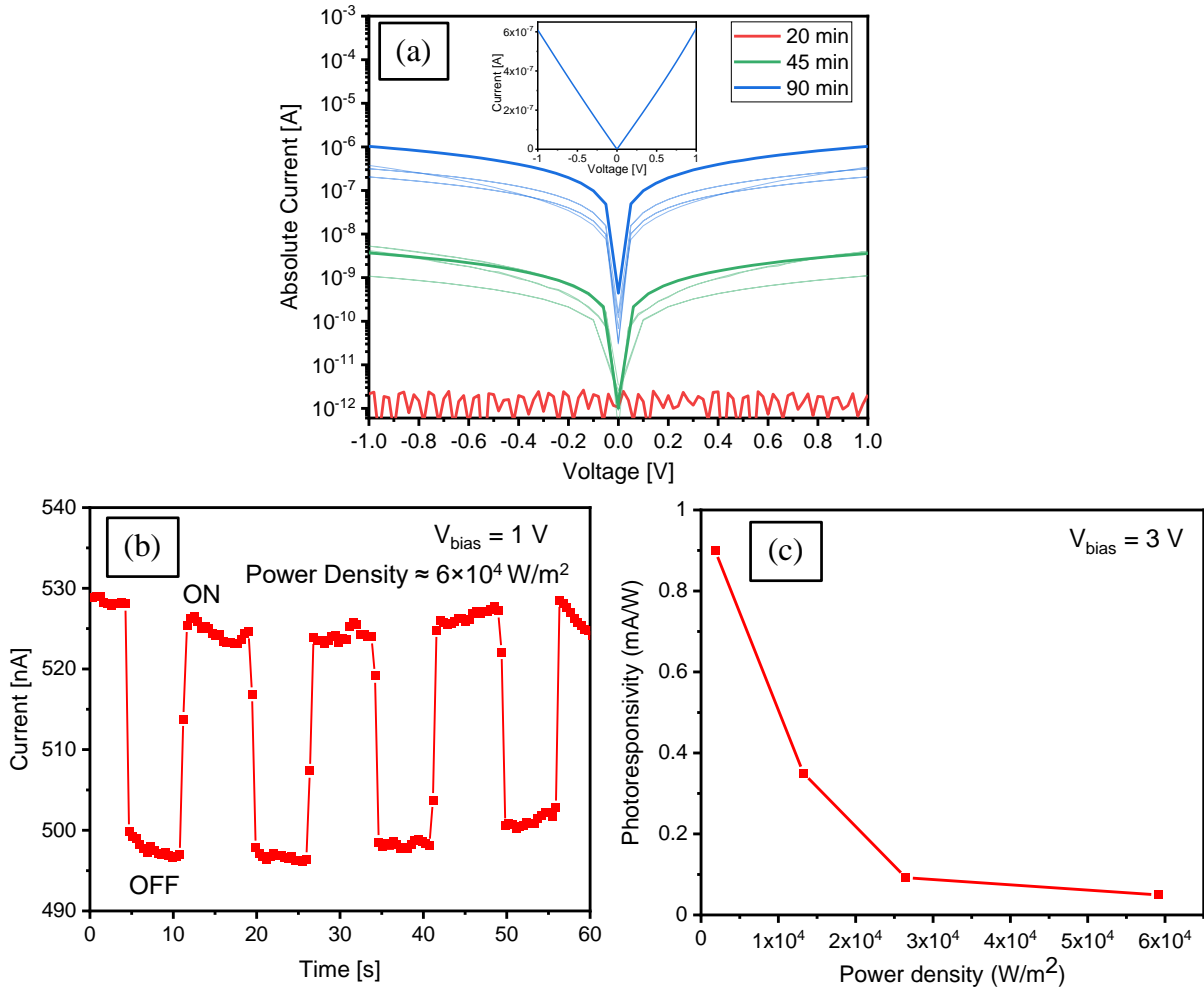 (a)
20 min
45 min
90 min
Absolute Current [A]
10⁻³
10⁻⁴
10⁻⁵
10⁻⁶
10⁻⁷
10⁻⁸
10⁻⁹
10⁻¹⁰
10⁻¹¹
10⁻¹²
Current [A]
6x10⁻⁷
4x10⁻⁷
2x10⁻⁷
0
-1 -0.5 0 0.5 1
Voltage [V]
-1.0 -0.8 -0.6 -0.4 -0.2 0.0 0.2 0.4 0.6 0.8 1.0
Voltage [V]
(b)
V_bias = 1 V
Power Density ≈ 6×10⁴ W/m²
ON
OFF
Current [nA]
540
530
520
510
500
490
0 10 20 30 40 50 60
Time [s]
(c)
V_bias = 3 V
Photoresponsivity (mA/W)
1
0.8
0.6
0.4
0.2
0
0 1x10⁴ 2x10⁴ 3x10⁴ 4x10⁴ 5x10⁴ 6x10⁴
Power density (W/m²)